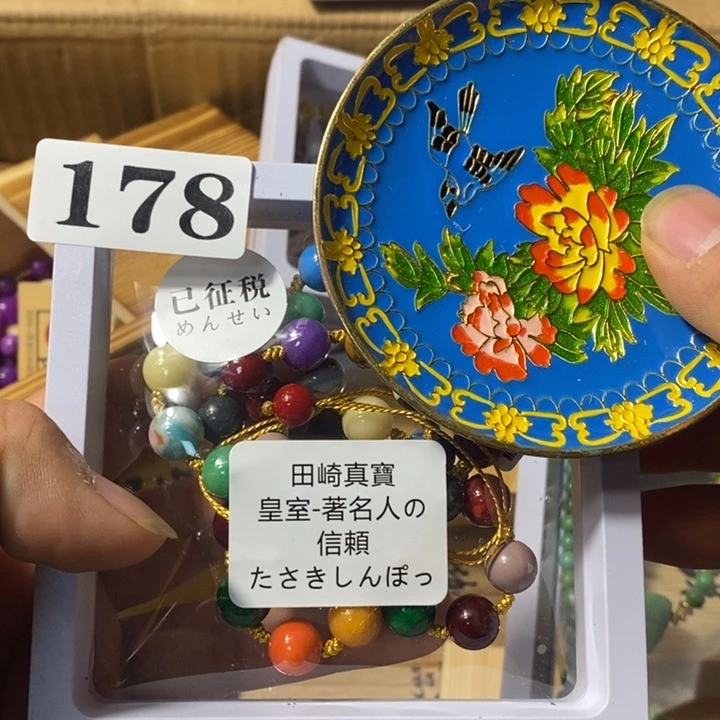 178
已征税
めんせい
田崎真寶
皇室-著名人の
信頼
たさきしんぽっ